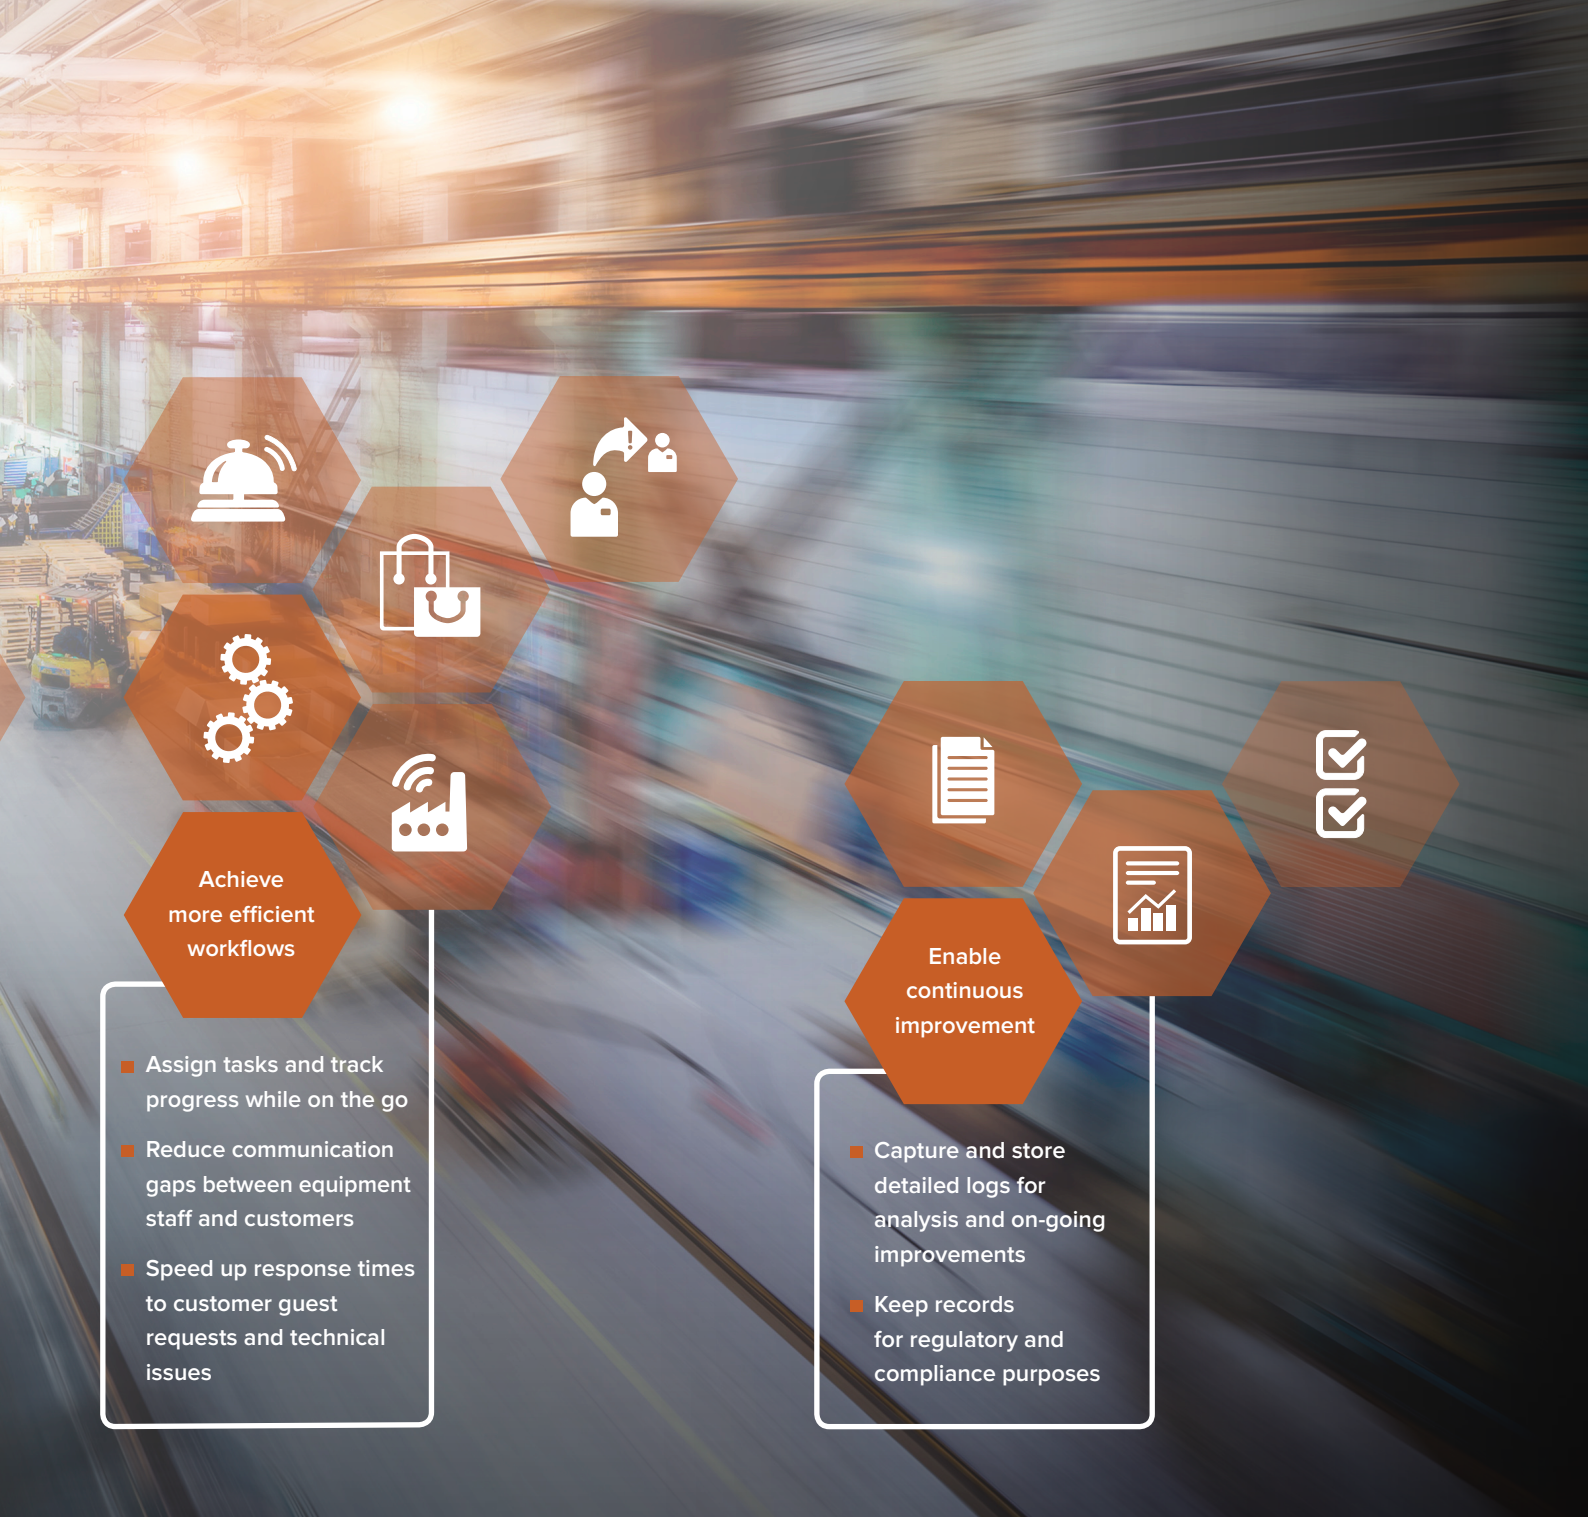 Achieve
more efficient
workflows
Assign tasks and track
progress while on the go
Reduce communication
gaps between equipment
staff and customers
Speed up response times
to customer guest
requests and technical
issues
Enable
continuous
improvement
Capture and store
detailed logs for
analysis and on-going
improvements
Keep records
for regulatory and
compliance purposes